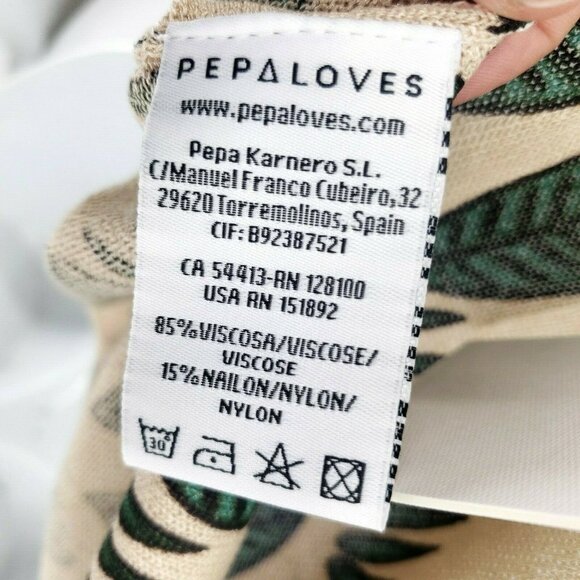 PEPALOVES
www.pepaloves.com
Pepa Karnero S.L.
C/Manuel Franco Cubeiro,32
29620 Torremolinos, Spain
CIF: B92387521
CA 54413-RN 128100
USA RN 151892
85%VISCOSA/VISCOSE/
VISCOSE
15%NAILON/NYLON/
NYLON
30°